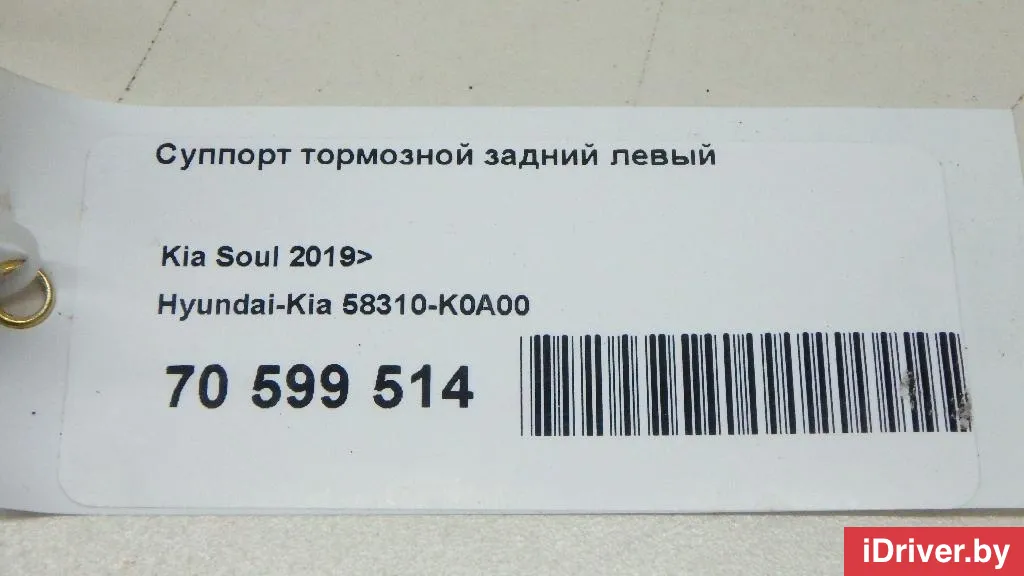 Суппорт тормозной задний левый
Kia Soul 2019>
Hyundai-Kia 58310-K0A00
70 599 514
iDriver.by